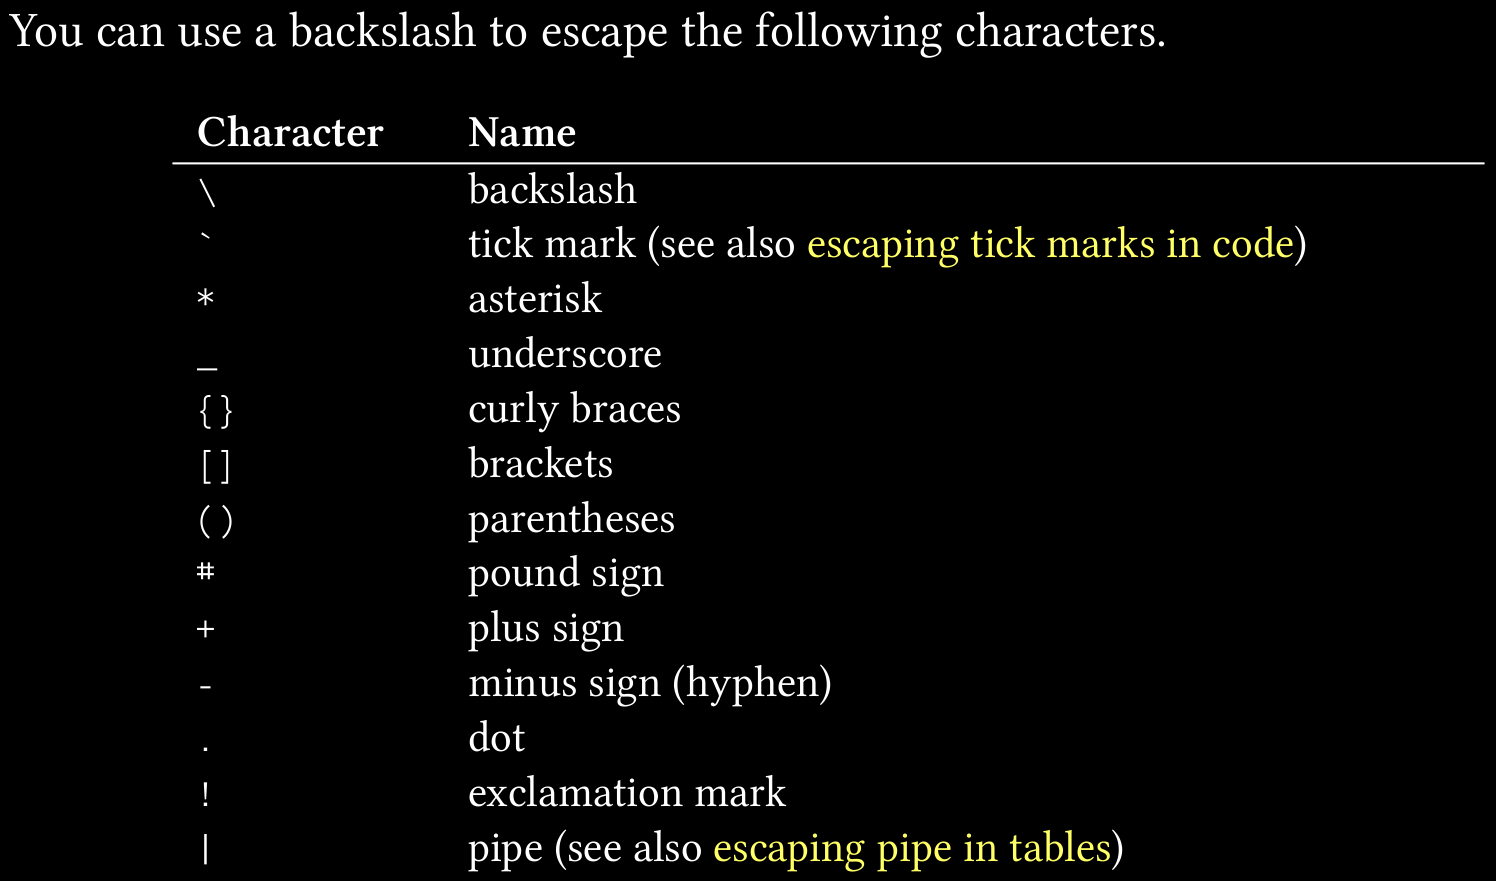 You can use a backslash to escape the following characters.
Character Name
\ backslash
` tick mark (see also escaping tick marks in code)
* asterisk
_ underscore
{} curly braces
[] brackets
() parentheses
# pound sign
+ plus sign
- minus sign (hyphen)
. dot
! exclamation mark
| pipe (see also escaping pipe in tables)